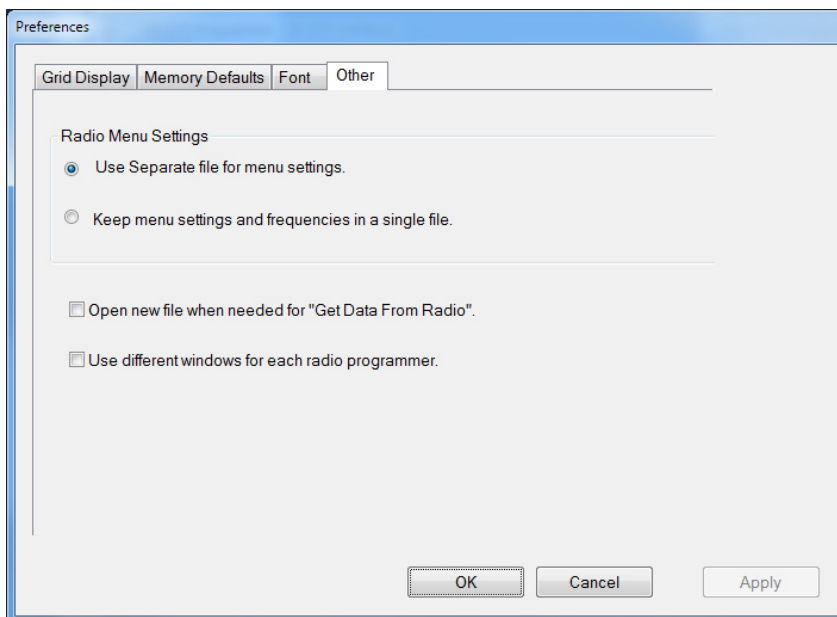 Preferences
Grid Display Memory Defaults Font Other
Radio Menu Settings
Use Separate file for menu settings.
Keep menu settings and frequencies in a single file.
Open new file when needed for "Get Data From Radio".
Use different windows for each radio programmer.
OK Cancel Apply